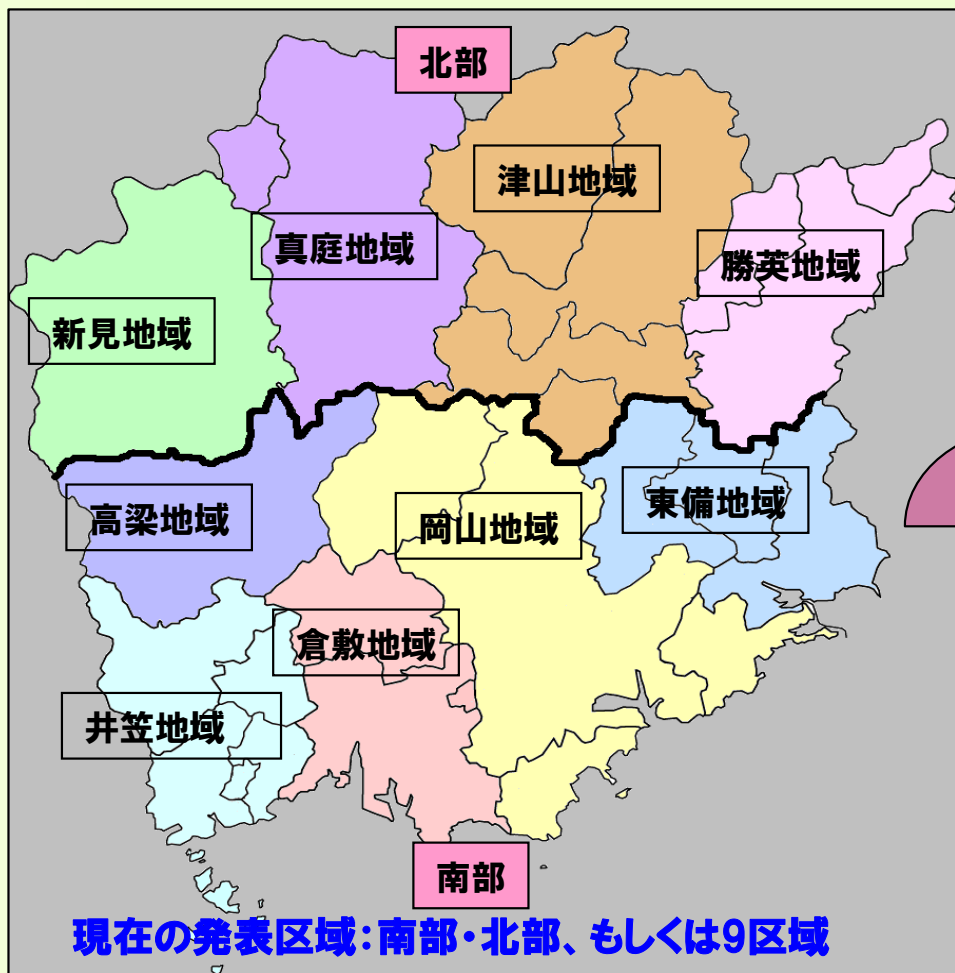 北部
津山地域
真庭地域
勝英地域
新見地域
高梁地域
岡山地域
東備地域
倉敷地域
井笠地域
南部
現在の発表区域：南部・北部、もしくは９区域